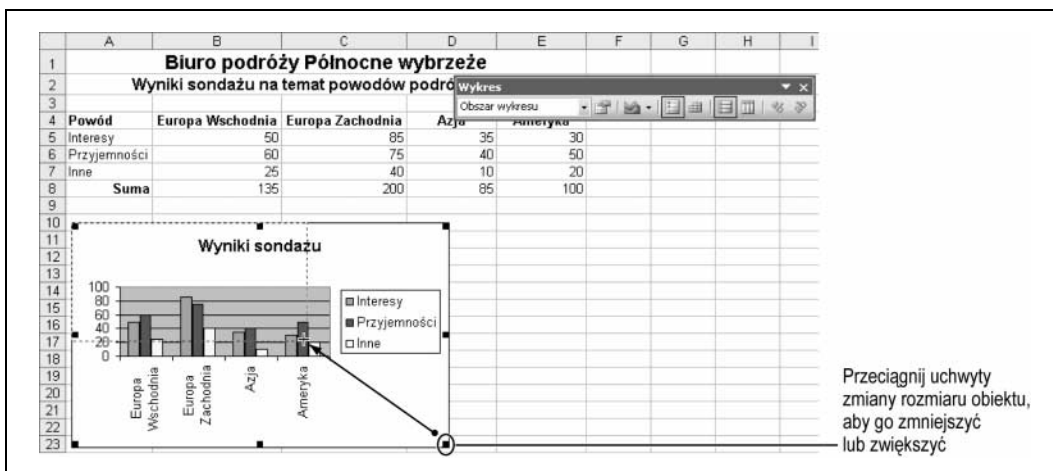 A B C D E F G H I
1 Biuro podróży Północne wybrzeże
2 Wyniki sondażu na temat powodów podró
Wykres
3
Obszar wykresu
4 Powód Europa Wschodnia Europa Zachodnia Azja Ameryka
5 Interesy 50 85 35 30
6 Przyjemności 60 75 40 50
7 Inne 25 40 10 20
8 Suma 135 200 85 100
9
10
11
12
13
14
15
16
17
18
19
20
21
22
23
Wyniki sondażu
100
80
60
40
20
0
Interesy
Przyjemności
Inne
Europa
Wschodnia
Europa
Zachodnia
Azja
Ameryka
Przeciągnij uchwyty
zmiany rozmiaru obiektu,
aby go zmniejszyć
lub zwiększyć